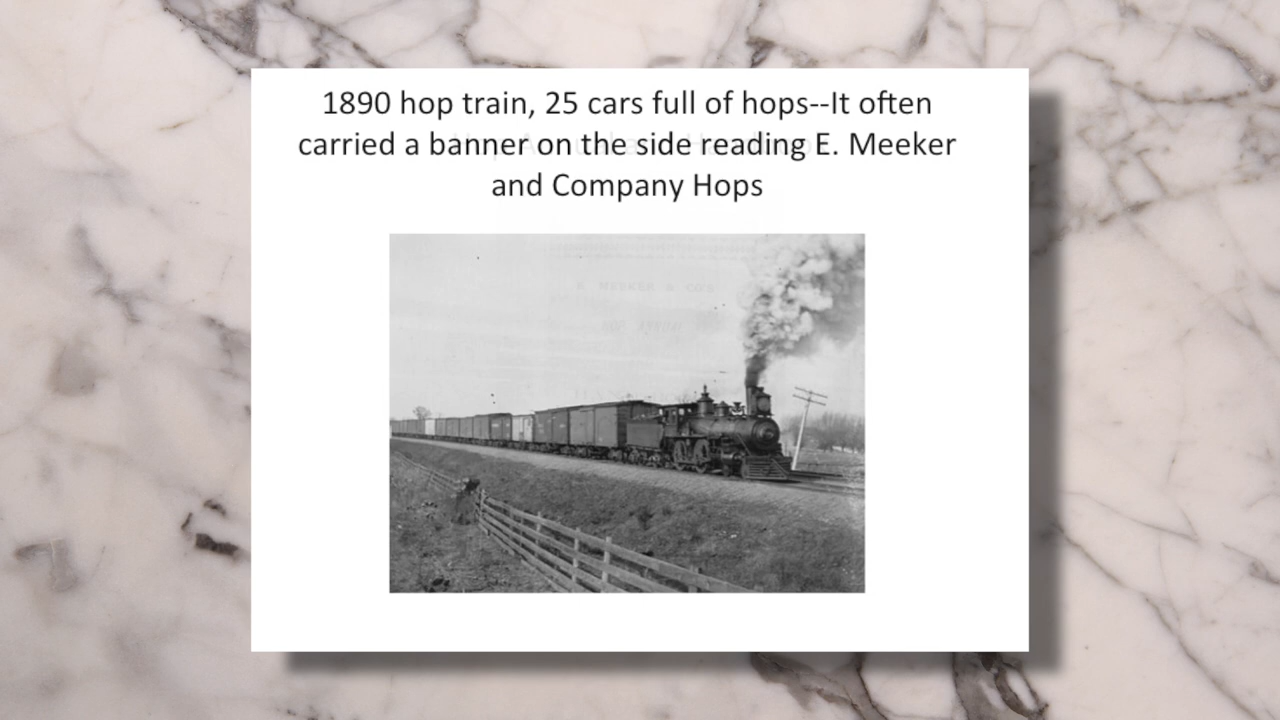 1890 hop train, 25 cars full of hops--It often
carried a banner on the side reading E. Meeker
and Company Hops